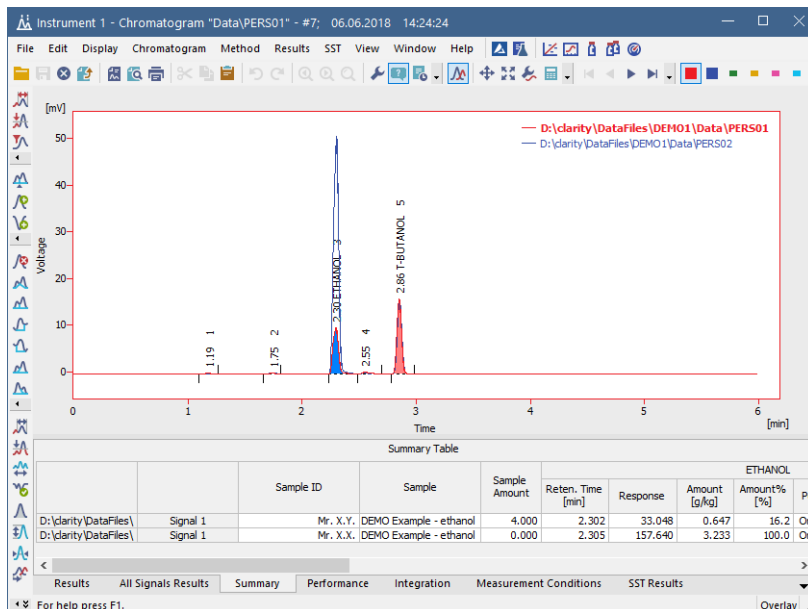 Instrument 1 - Chromatogram "Data\PERS01" - #7;   06.06.2018   14:24:24
File Edit Display Chromatogram Method Results SST View Window Help
[mV]
D:\clarity\DataFiles\DEMO1\Data\PERS01
D:\clarity\DataFiles\DEMO1\Data\PERS02
50
40
30
20
10
0
Voltage
1.19 1
1.75 2
2.30 ETHANOL 3
2.55 4
2.86 T-BUTANOL 5
0 1 2 3 4 5 6
Time
[min]
Summary Table
ETHANOL
Sample ID Sample Sample Amount Reten. Time [min] Response Amount [g/kg] Amount% [%] P
D:\clarity\DataFiles\ Signal 1 Mr. X.Y. DEMO Example - ethanol 4.000 2.302 33.048 0.647 16.2 Or
D:\clarity\DataFiles\ Signal 1 Mr. X.X. DEMO Example - ethanol 0.000 2.305 157.640 3.233 100.0 Or
Results All Signals Results Summary Performance Integration Measurement Conditions SST Results
For help press F1. Overlay